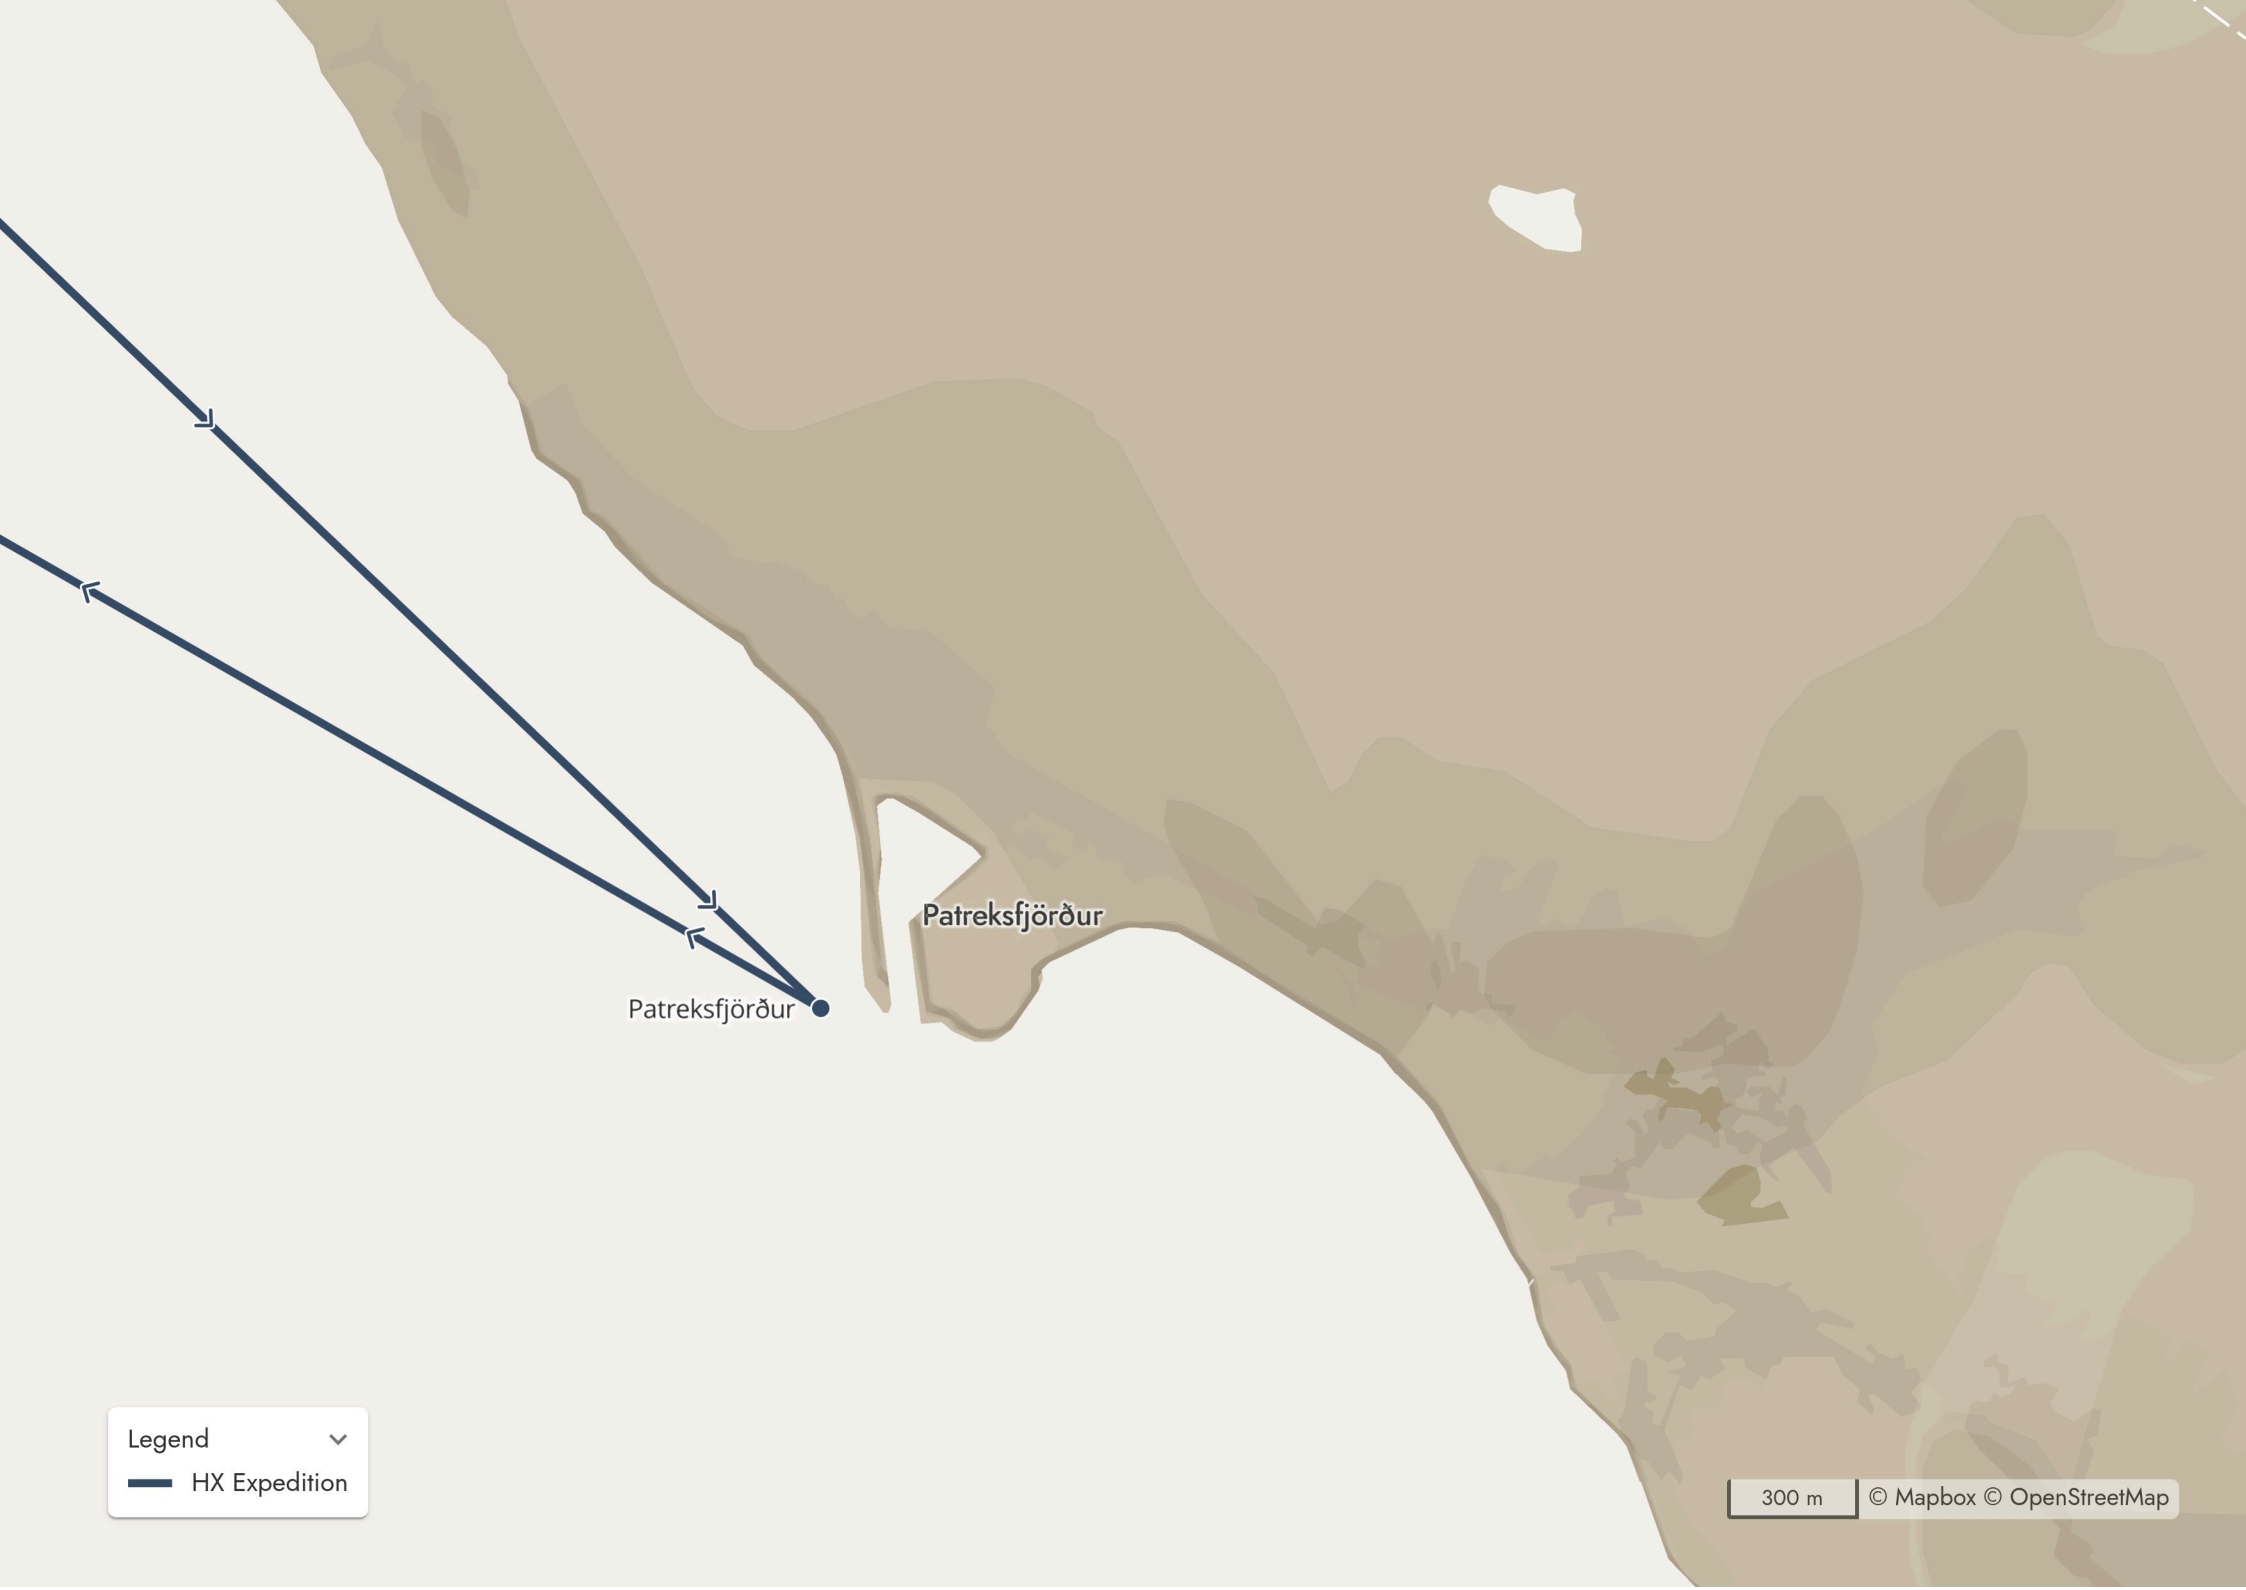 Patreksfjörður
Patreksfjörður
Legend
HX Expedition
300 m
© Mapbox © OpenStreetMap